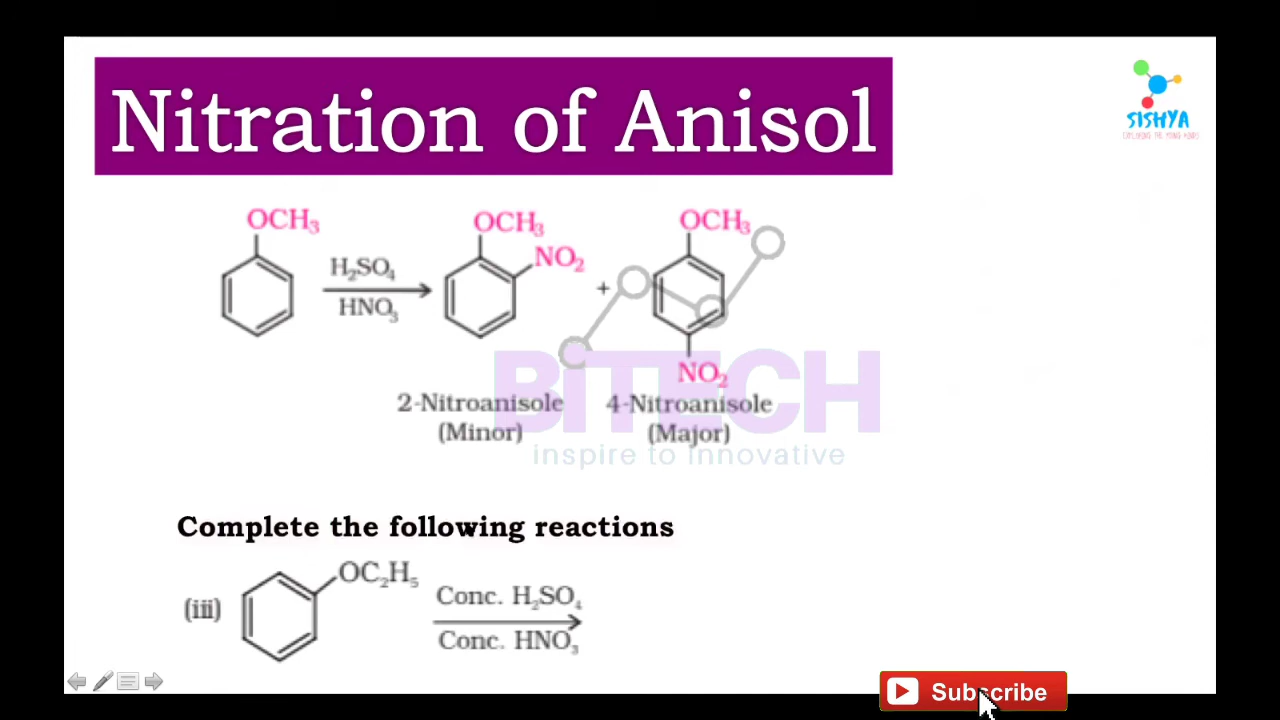 Nitration of Anisol
SISHYA
OCH₃
H₂SO₄
HNO₃
OCH₃
NO₂
+
OCH₃
NO₂
2-Nitroanisole
(Minor)
4-Nitroanisole
(Major)
BiTECH
inspire to innovative
Complete the following reactions
(iii)
OC₂H₅
Conc. H₂SO₄
Conc. HNO₃
Subscribe